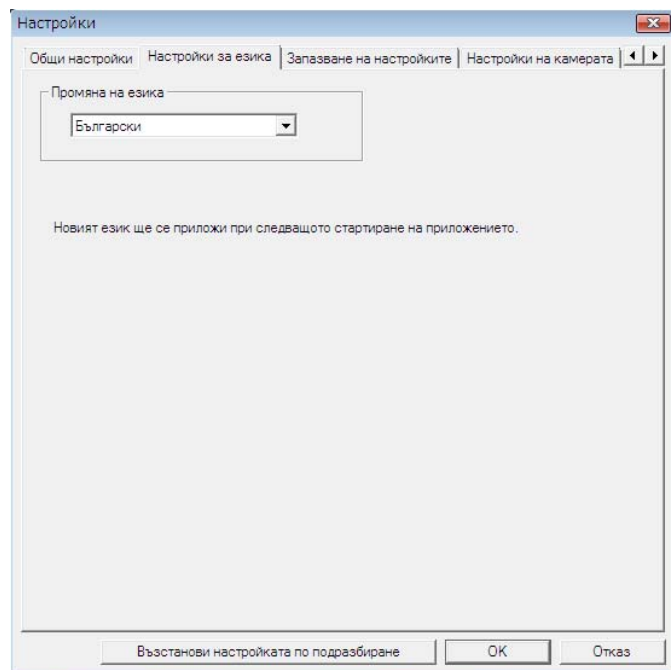 Настройки
Общи настройки Настройки за езика Запазване на настройките Настройки на камерата
Промяна на езика
Български
Новият език ще се приложи при следващото стартиране на приложението.
Възстанови настройката по подразбиране OK Отказ